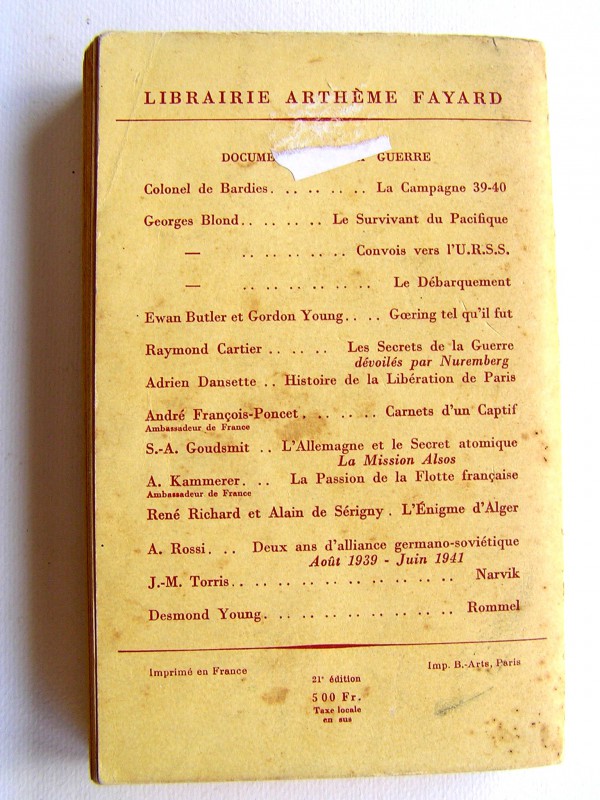 LIBRAIRIE ARTHÈME FAYARD
GUERRE
Colonel de Bardies. . . . . . . La Campagne 39-40
Georges Blond. . . . . . Le Survivant du Pacifique
— . . . . . . . . Convois vers l'U.R.S.S.
— . . . . . . . . . Le Débarquement
Ewan Butler et Gordon Young. . . . Gœring tel qu'il fut
Raymond Cartier . . . . . . Les Secrets de la Guerre
dévoilés par Nuremberg
Adrien Dansette . . Histoire de la Libération de Paris
André François-Poncet. . . . . . . Carnets d'un Captif
Ambassadeur de France
S.-A. Goudsmit . . L'Allemagne et le Secret atomique
La Mission Alsos
A. Kammerer. . . La Passion de la Flotte française
Ambassadeur de France
René Richard et Alain de Sérigny . L'Énigme d'Alger
A. Rossi. . . Deux ans d'alliance germano-soviétique
Août 1939 - Juin 1941
J.-M. Torris. . . . . . . . . . . . . . . Narvik
Desmond Young. . . . . . . . . . . . . Rommel
Imprimé en France
21e édition
Imp. B.-Arts, Paris
500 Fr.
Taxe locale
en sus